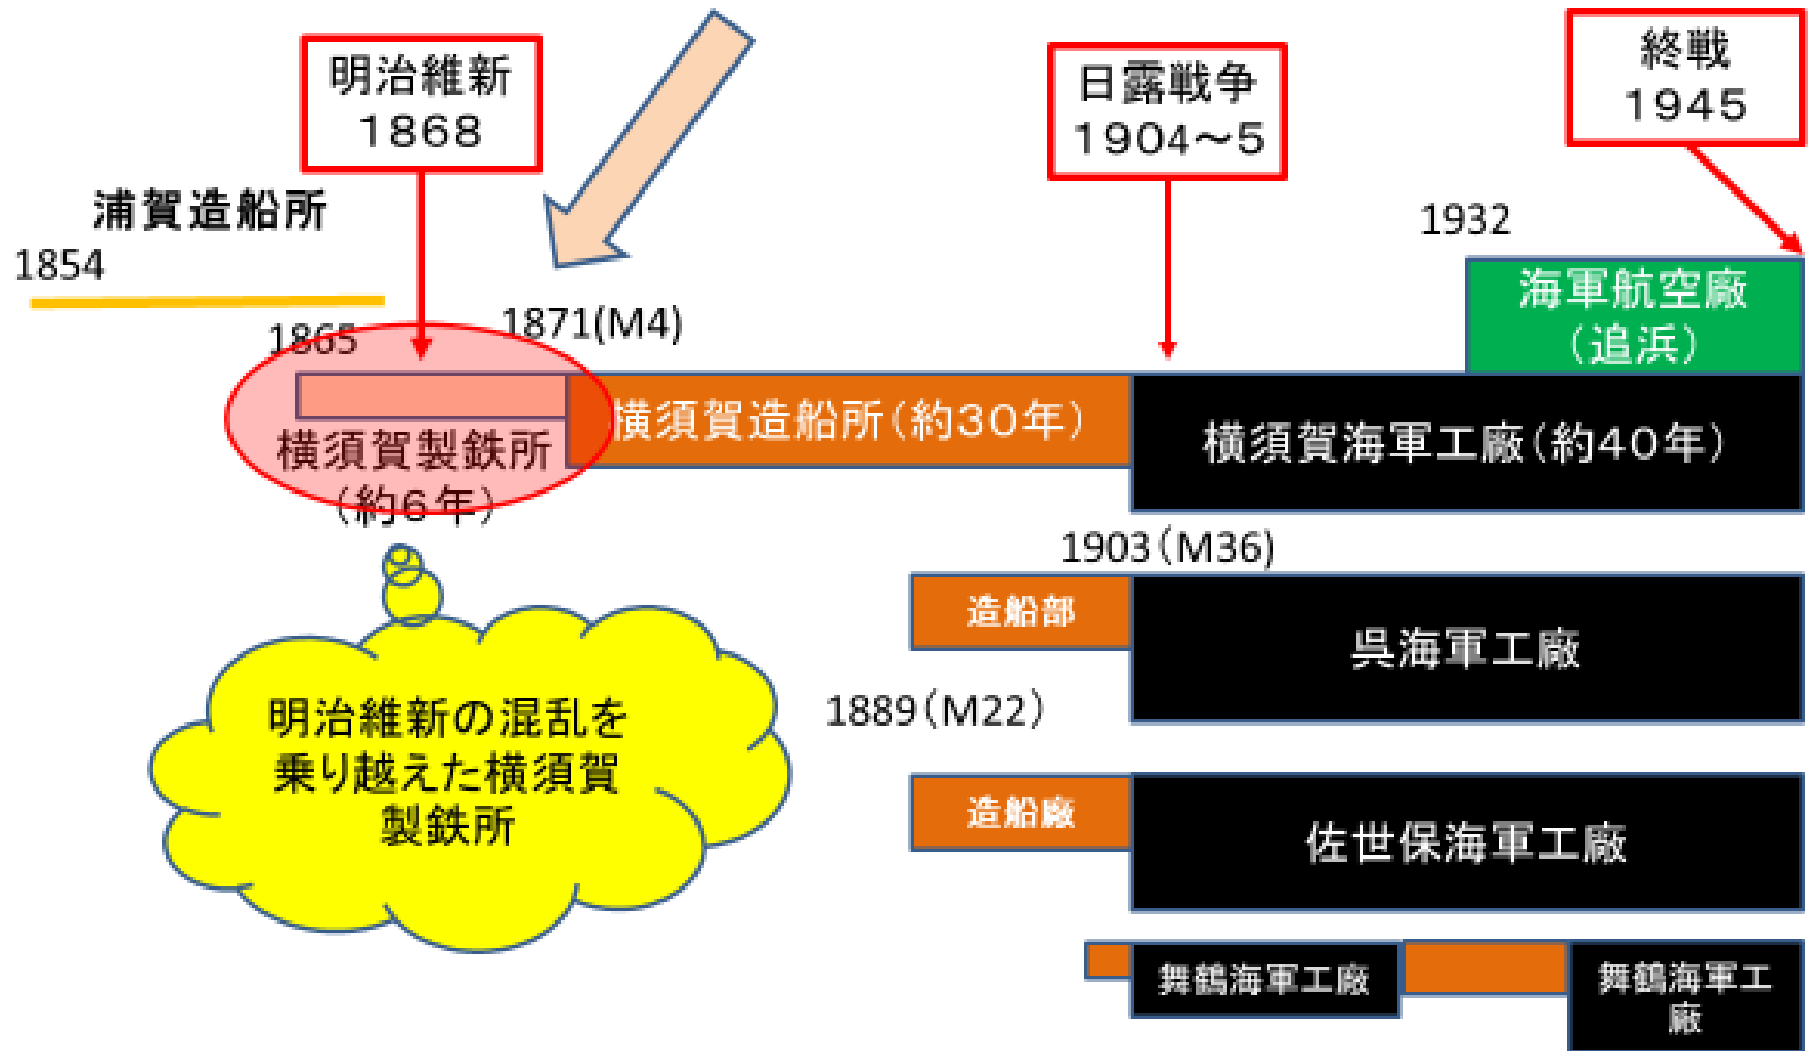 明治維新
1868
日露戦争
1904～5
終戦
1945
浦賀造船所
1854
1932
海軍航空廠
（追浜）
1865
1871(M4)
横須賀製鉄所
（約6年）
横須賀造船所（約30年）
横須賀海軍工廠（約40年）
1903（M36)
造船部
呉海軍工廠
1889（M22）
明治維新の混乱を
乗り越えた横須賀
製鉄所
造船廠
佐世保海軍工廠
舞鶴海軍工廠
舞鶴海軍工
廠